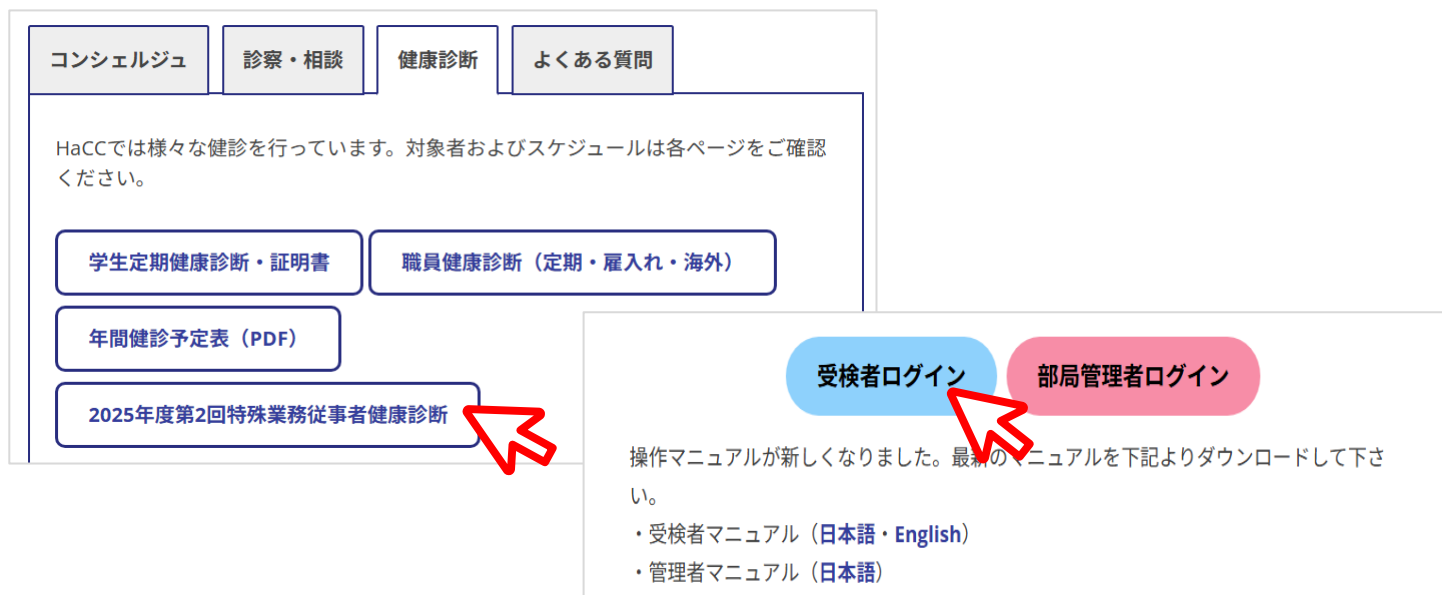 コンシェルジュ
診察・相談
健康診断
よくある質問
HaCCでは様々な健診を行っています。対象者およびスケジュールは各ページをご確認
ください。
学生定期健康診断・証明書
職員健康診断（定期・雇入れ・海外）
年間健診予定表（PDF）
2025年度第2回特殊業務従事者健康診断
受検者ログイン
部局管理者ログイン
操作マニュアルが新しくなりました。最新のマニュアルを下記よりダウンロードして下さ
い。
・受検者マニュアル（日本語・English）
・管理者マニュアル（日本語）